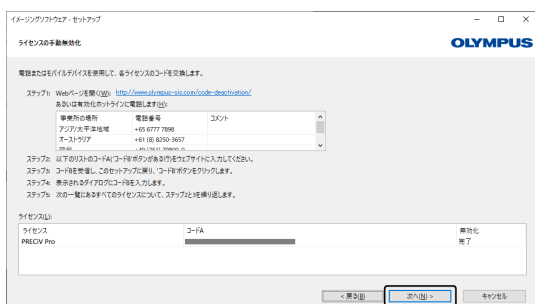 イメージングソフトウェア - セットアップ
ライセンスの手動無効化
OLYMPUS
電話またはモバイルデバイスを使用して、各ライセンスのコードを交換します。
ステップ1: Webページを開く(W): http://www.olympus-sis.com/code-deactivation/
あるいは有効化ホットラインに電話します(H):
事業所の場所 電話番号 コメント
アジア/太平洋地域 +65 6777 7898
オーストラリア +61 (8) 8250-3657
ステップ2: 以下のリストのコードA('コードB'ボタンがある行)をウェブサイトに入力してください。
ステップ3: コードBを受信し、このセットアップに戻り、'コードB'ボタンをクリックします。
ステップ4: 表示されるダイアログにコードBを入力します。
ステップ5: 次の一覧にあるすべてのライセンスについて、ステップ2と3を繰り返します。
ライセンス(L):
ライセンス コードA 無効化
PRECiV Pro 完了
< 戻る(B) 次へ(N) > キャンセル